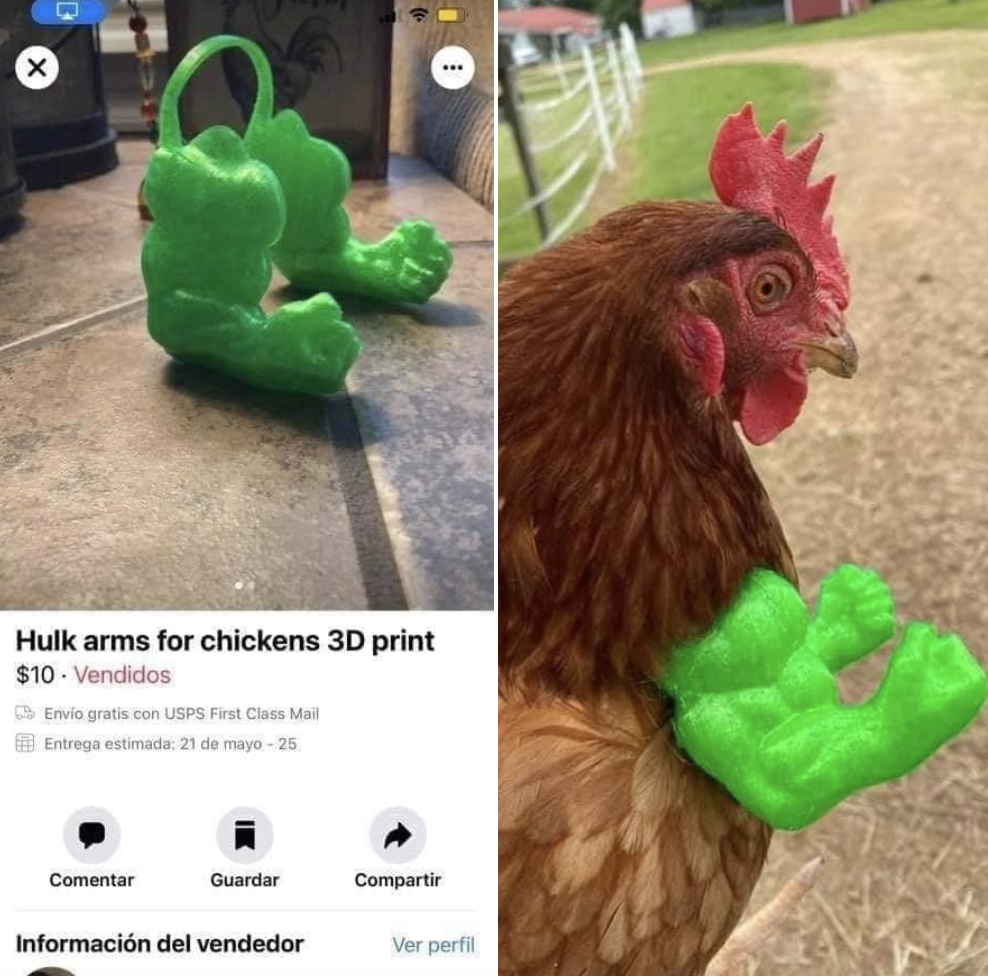 Hulk arms for chickens 3D print
$10 · Vendidos
Envío gratis con USPS First Class Mail
Entrega estimada: 21 de mayo - 25
Comentar
Guardar
Compartir
Información del vendedor
Ver perfil